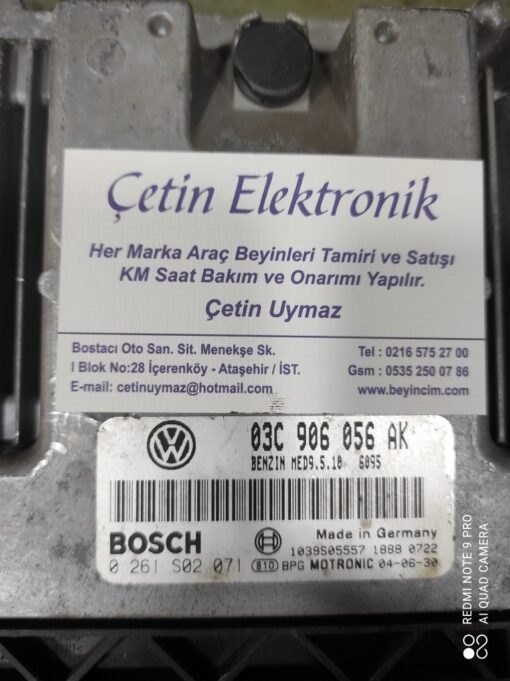 Çetin Elektronik
Her Marka Araç Beyinleri Tamiri ve Satışı
KM Saat Bakım ve Onarımı Yapılır.
Çetin Uymaz
Bostacı Oto San. Sit. Menekşe Sk.
I Blok No:28 İçerenköy - Ataşehir / İST.
E-mail: cetinuymaz@hotmail.com
Tel : 0216 575 27 00
Gsm : 0535 250 07 86
www.beyincim.com
03C 906 056 AK
BENZIN MED9.5.10 6095
Made in Germany
BOSCH
1039S05557 1888 0722
0 261 S02 071 810 BPG MOTRONIC 04-06-30
REDMI NOTE 9 PRO
AI QUAD CAMERA